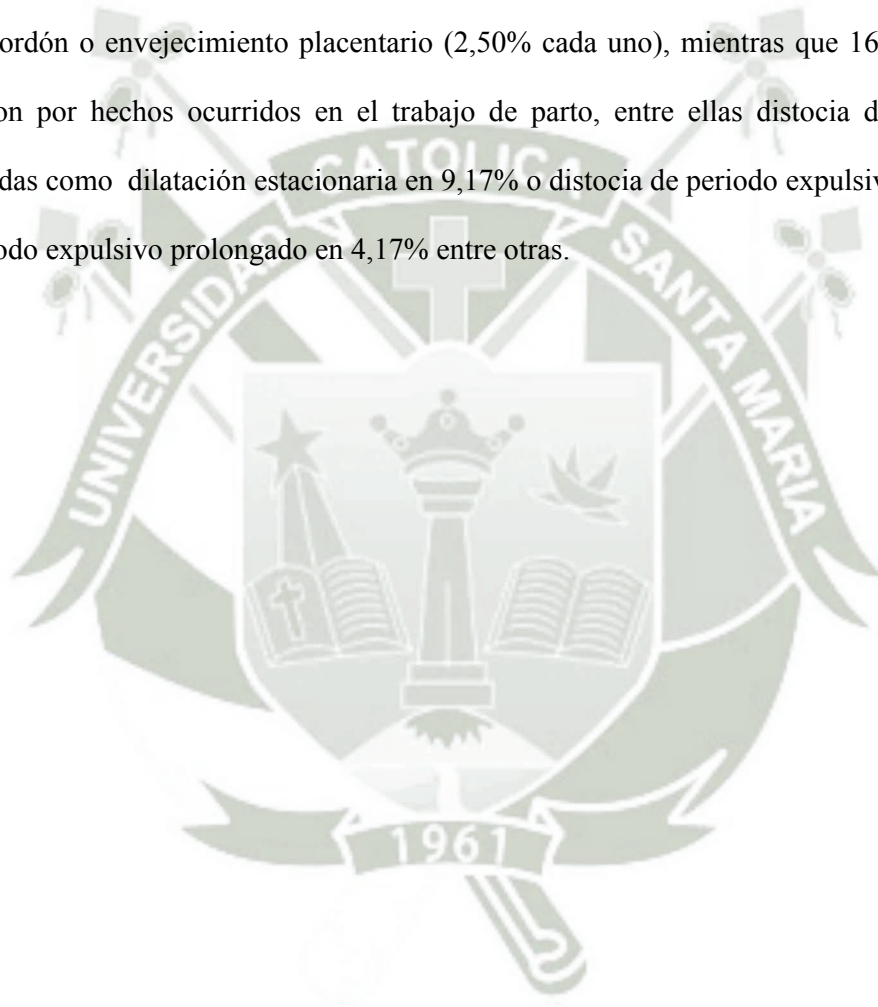 ordón o envejecimiento placentario (2,50% cada uno), mientras que 16
on por hechos ocurridos en el trabajo de parto, entre ellas distocia d
das como dilatación estacionaria en 9,17% o distocia de periodo expulsiv
odo expulsivo prolongado en 4,17% entre otras.
UNIVERSIDAD CATOLICA SANTA MARIA
1961